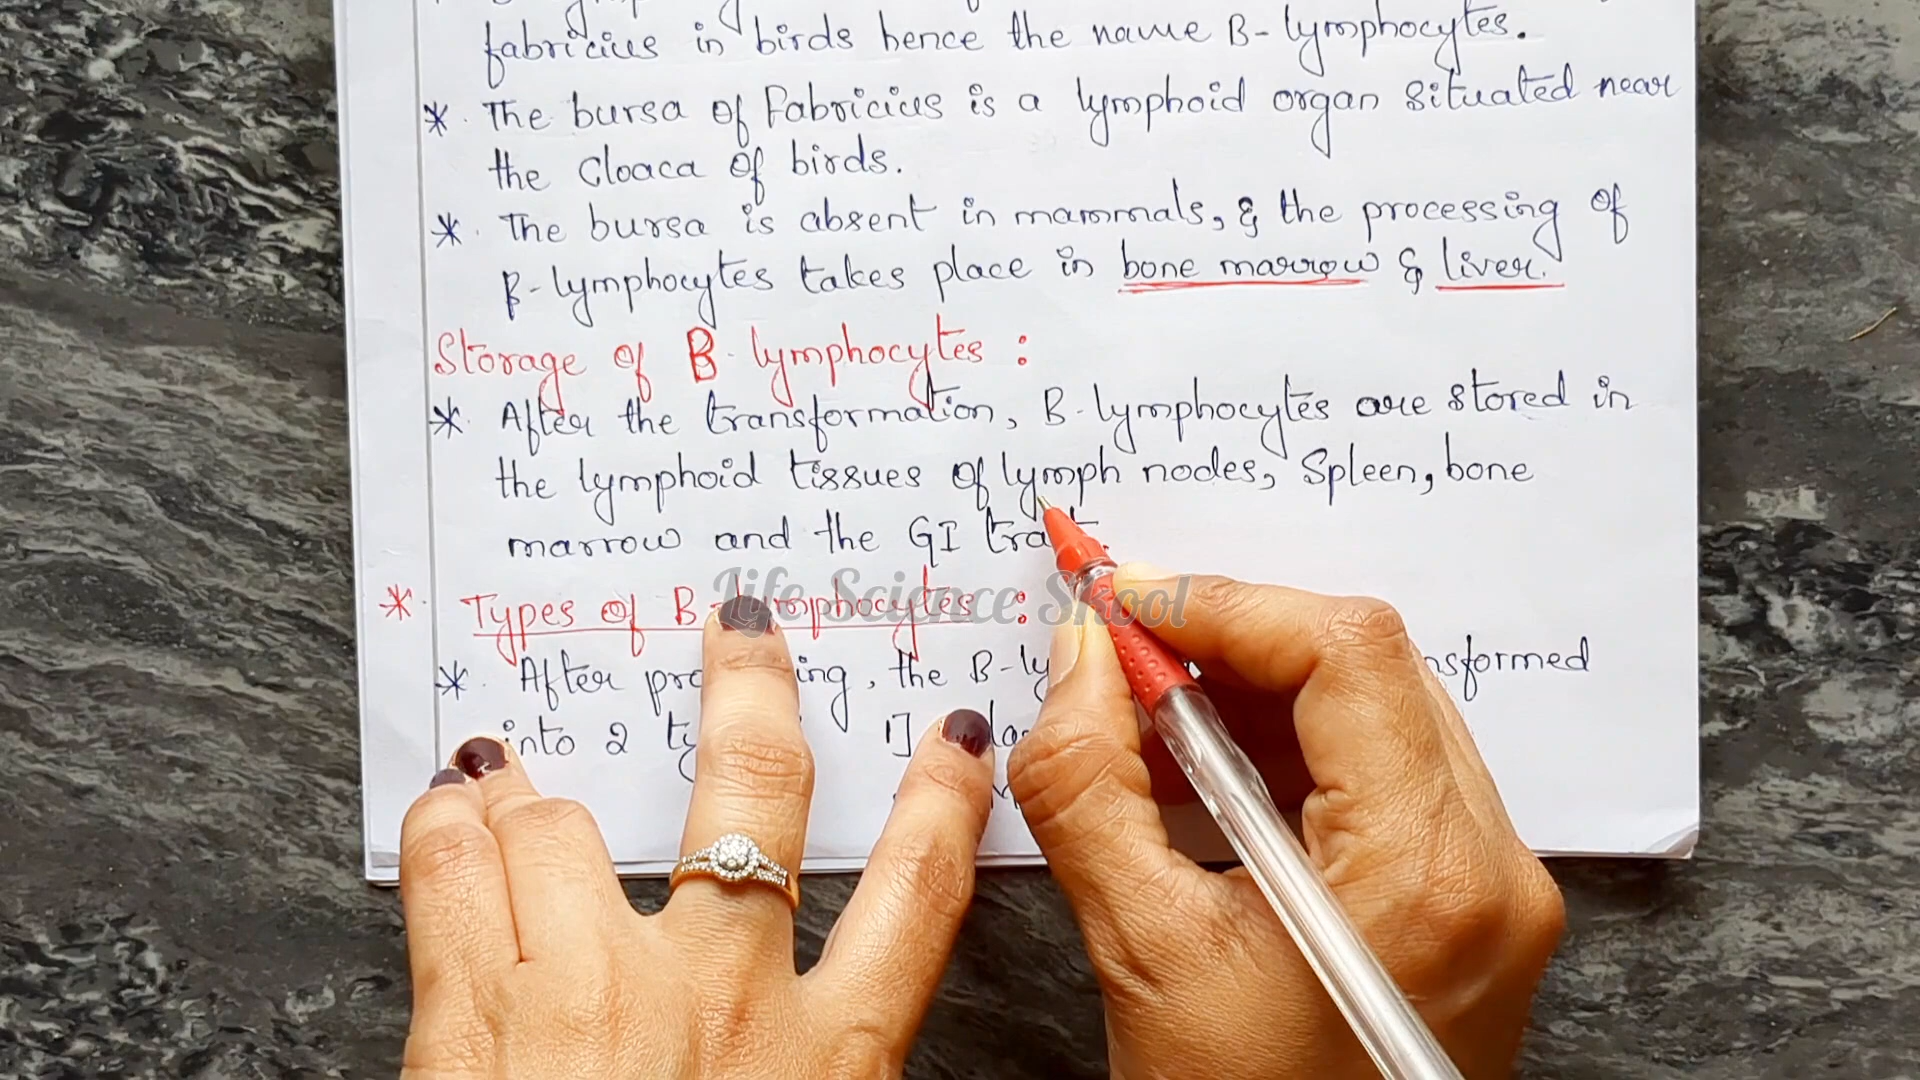 fabricius in birds hence the name B-lymphocytes.
* The bursa of Fabricius is a lymphoid organ situated near
the cloaca of birds.
* The bursa is absent in mammals, & the processing of
B-lymphocytes takes place in bone marrow & liver.
Storage of B-lymphocytes :
* After the transformation, B-lymphocytes are stored in
the lymphoid tissues of lymph nodes, Spleen, bone
marrow and the GI
Life Science Skool
* Types of B-lymphocytes :
* After the
into 2 1]